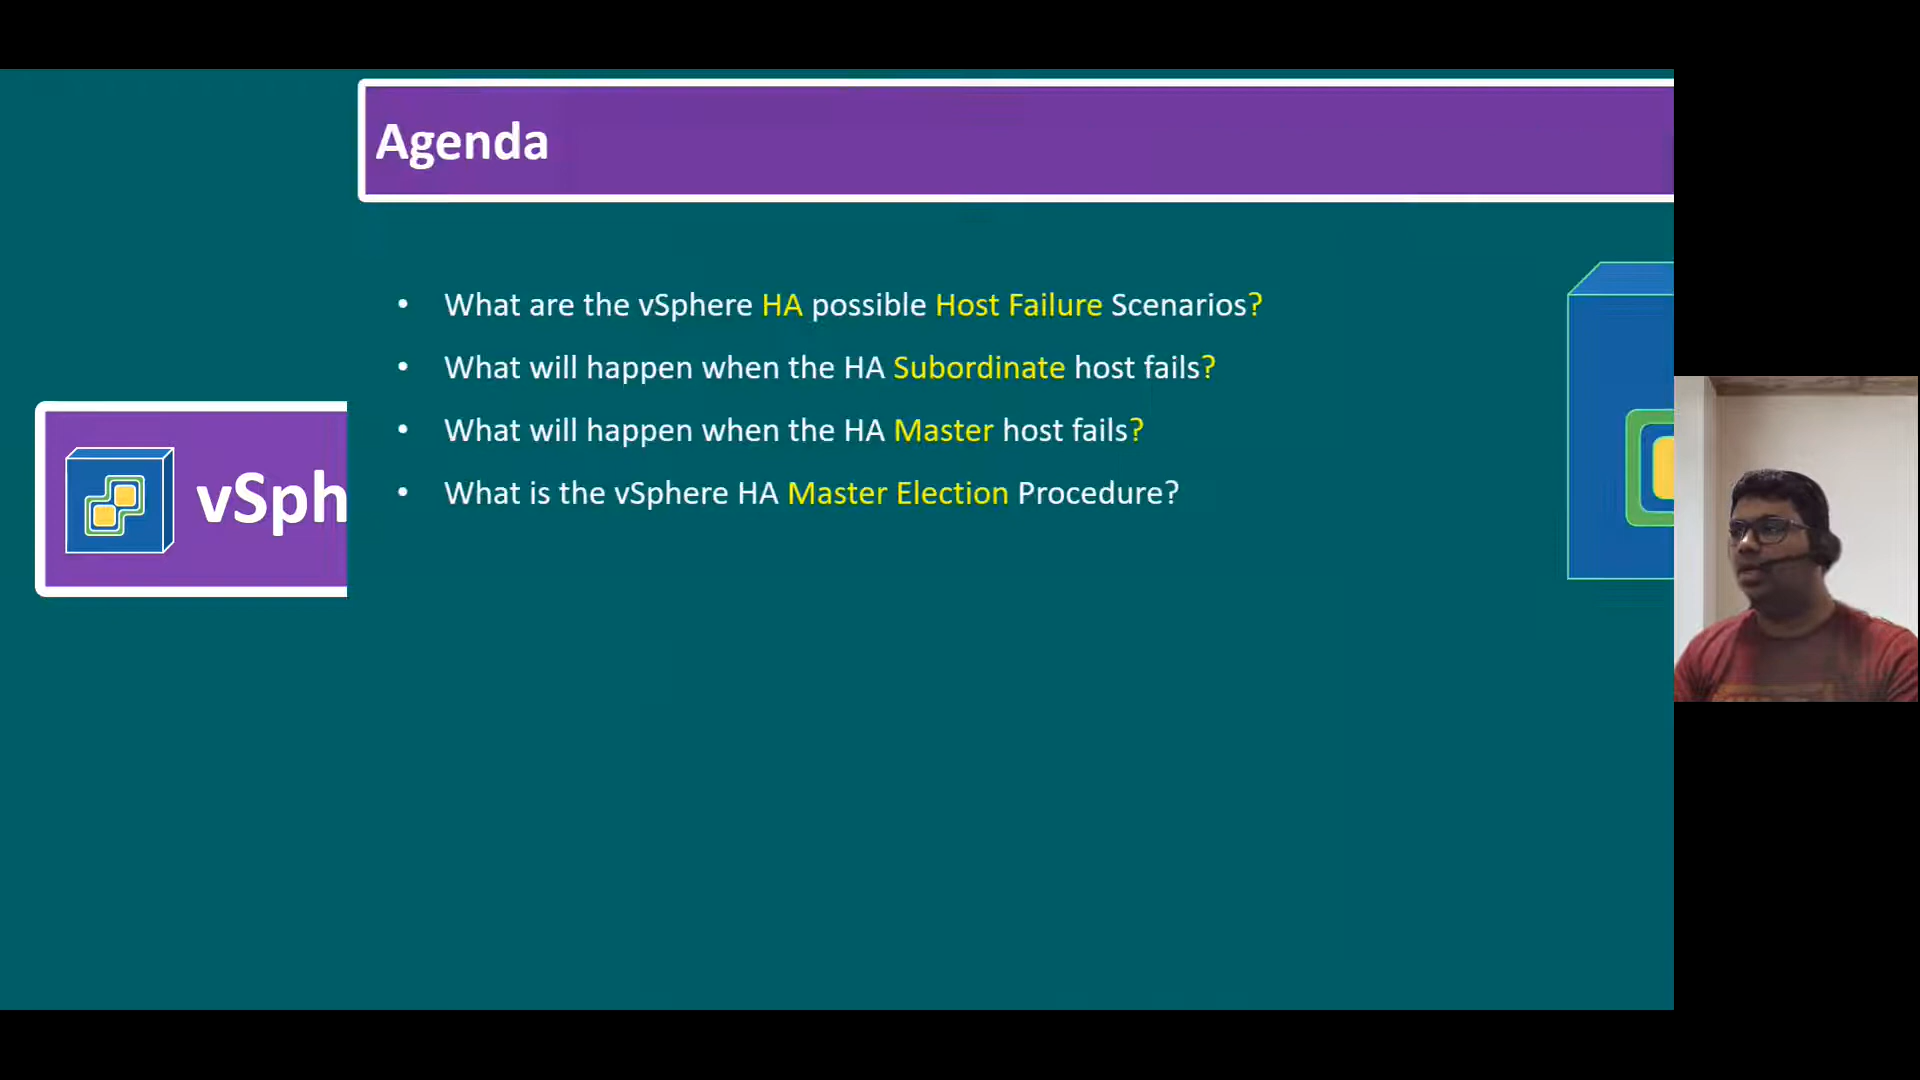 Agenda
What are the vSphere HA possible Host Failure Scenarios?
What will happen when the HA Subordinate host fails?
What will happen when the HA Master host fails?
What is the vSphere HA Master Election Procedure?
vSph